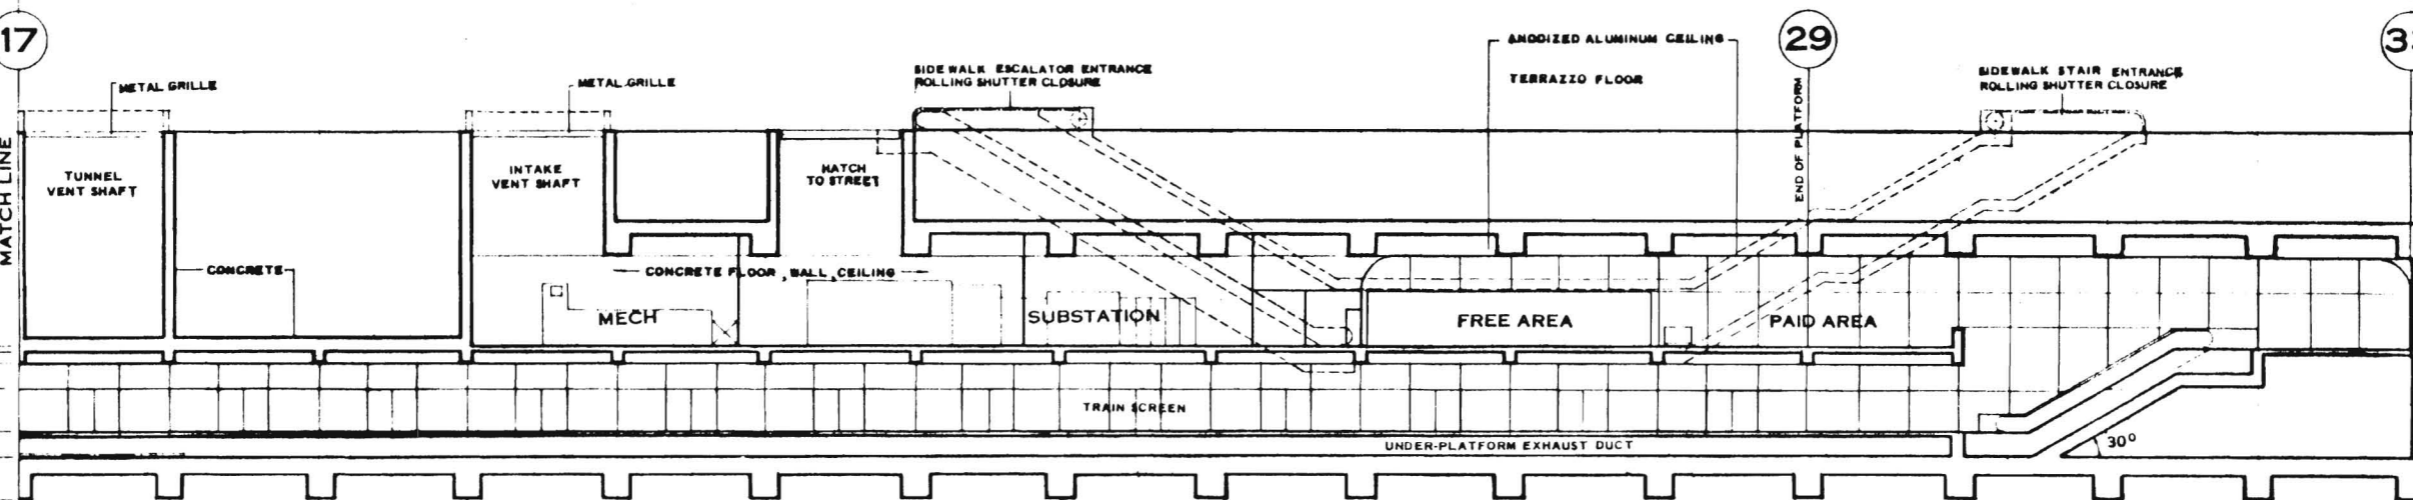 17
29
METAL GRILLE
METAL GRILLE
SIDEWALK ESCALATOR ENTRANCE
ROLLING SHUTTER CLOSURE
ANODIZED ALUMINUM CEILING
TERRAZZO FLOOR
SIDEWALK STAIR ENTRANCE
ROLLING SHUTTER CLOSURE
MATCH LINE
TUNNEL
VENT SHAFT
INTAKE
VENT SHAFT
HATCH
TO STREET
END OF PLATFORM
CONCRETE
CONCRETE FLOOR, WALL, CEILING
MECH
SUBSTATION
FREE AREA
PAID AREA
TRAIN SCREEN
UNDER-PLATFORM EXHAUST DUCT
30°